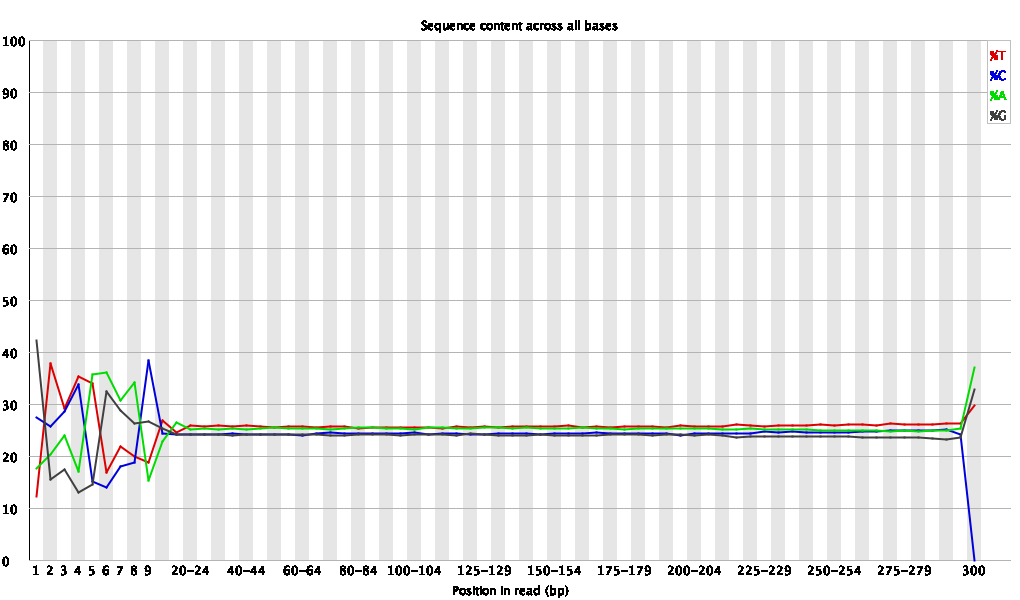 Sequence content across all bases
100
90
80
70
60
50
40
30
20
10
0
%T
%C
%A
%G
1 2 3 4 5 6 7 8 9 20-24 40-44 60-64 80-84 100-104 125-129 150-154 175-179 200-204 225-229 250-254 275-279 300
Position in read (bp)